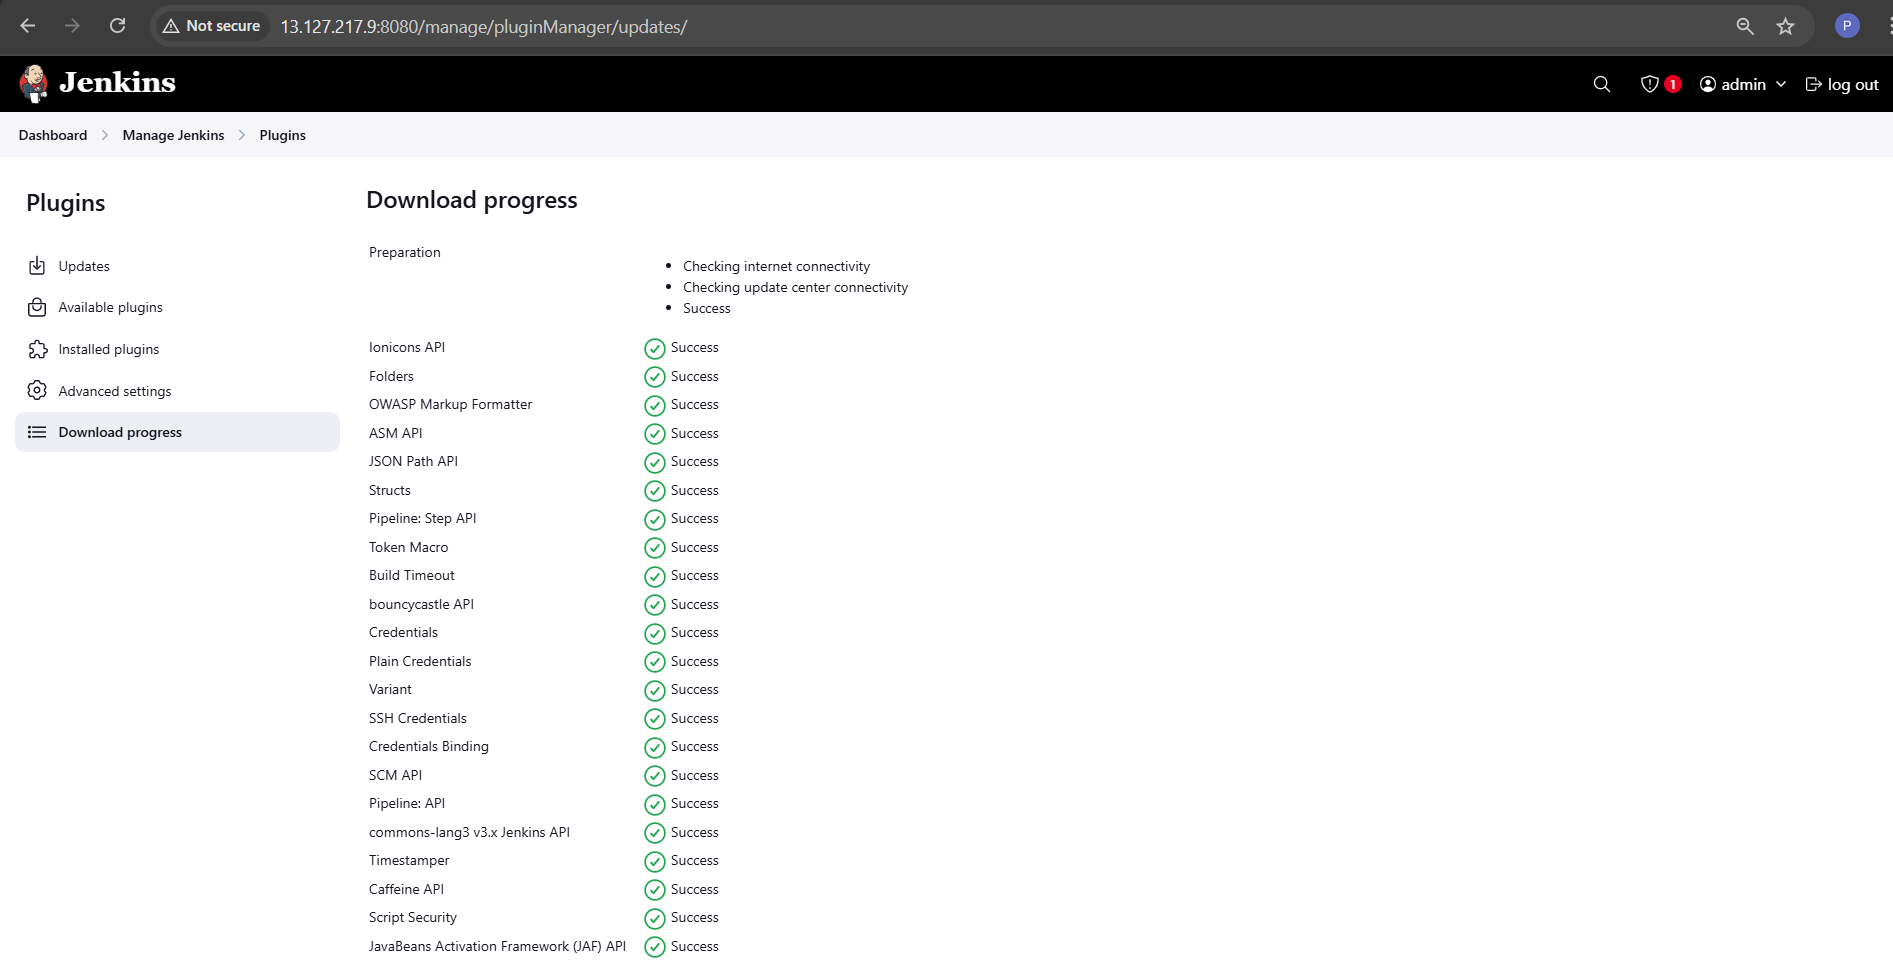 Not secure 13.127.217.9:8080/manage/pluginManager/updates/ P
Jenkins 1 admin log out
Dashboard Manage Jenkins Plugins
Plugins
Updates
Available plugins
Installed plugins
Advanced settings
Download progress
Download progress
Preparation
Checking internet connectivity
Checking update center connectivity
Success
Ionicons API Success
Folders Success
OWASP Markup Formatter Success
ASM API Success
JSON Path API Success
Structs Success
Pipeline: Step API Success
Token Macro Success
Build Timeout Success
bouncycastle API Success
Credentials Success
Plain Credentials Success
Variant Success
SSH Credentials Success
Credentials Binding Success
SCM API Success
Pipeline: API Success
commons-lang3 v3.x Jenkins API Success
Timestamper Success
Caffeine API Success
Script Security Success
JavaBeans Activation Framework (JAF) API Success